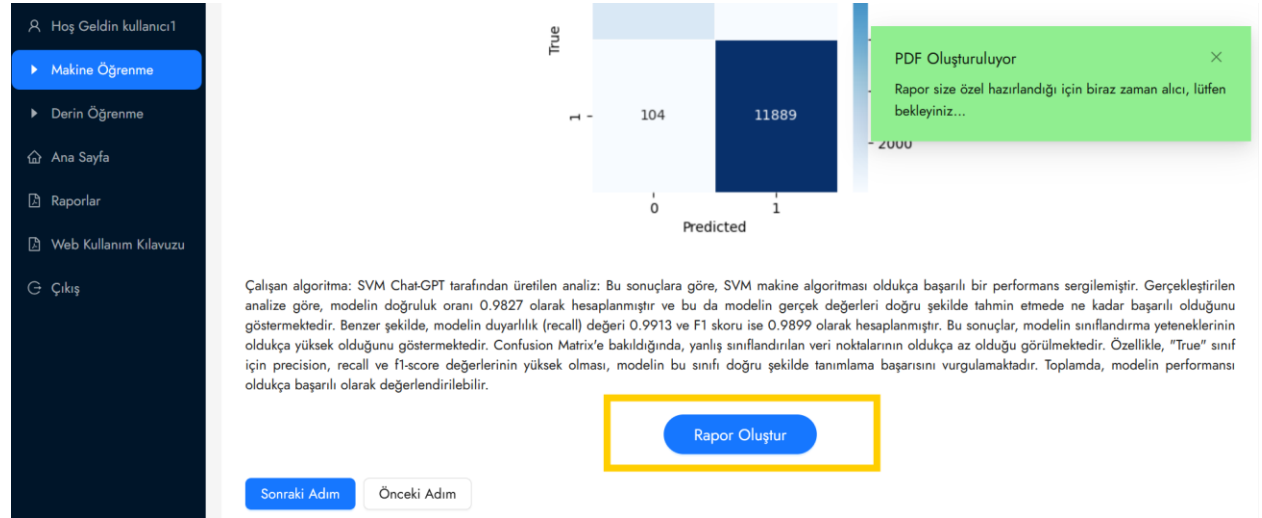 Hoş Geldin kullanıcı1
Makine Öğrenme
Derin Öğrenme
Ana Sayfa
Raporlar
Web Kullanım Kılavuzu
Çıkış
True
1
104
11889
2000
0
1
Predicted
PDF Oluşturuluyor
Rapor size özel hazırlandığı için biraz zaman alıcı, lütfen
bekleyiniz...
Çalışan algoritma: SVM Chat-GPT tarafından üretilen analiz: Bu sonuçlara göre, SVM makine algoritması oldukça başarılı bir performans sergilemiştir. Gerçekleştirilen
analize göre, modelin doğruluk oranı 0.9827 olarak hesaplanmıştır ve bu da modelin gerçek değerleri doğru şekilde tahmin etmede ne kadar başarılı olduğunu
göstermektedir. Benzer şekilde, modelin duyarlılık (recall) değeri 0.9913 ve F1 skoru ise 0.9899 olarak hesaplanmıştır. Bu sonuçlar, modelin sınıflandırma yeteneklerinin
oldukça yüksek olduğunu göstermektedir. Confusion Matrix'e bakıldığında, yanlış sınıflandırılan veri noktalarının oldukça az olduğu görülmektedir. Özellikle, "True" sınıf
için precision, recall ve f1-score değerlerinin yüksek olması, modelin bu sınıfı doğru şekilde tanımlama başarısını vurgulamaktadır. Toplamda, modelin performansı
oldukça başarılı olarak değerlendirilebilir.
Rapor Oluştur
Sonraki Adım
Önceki Adım